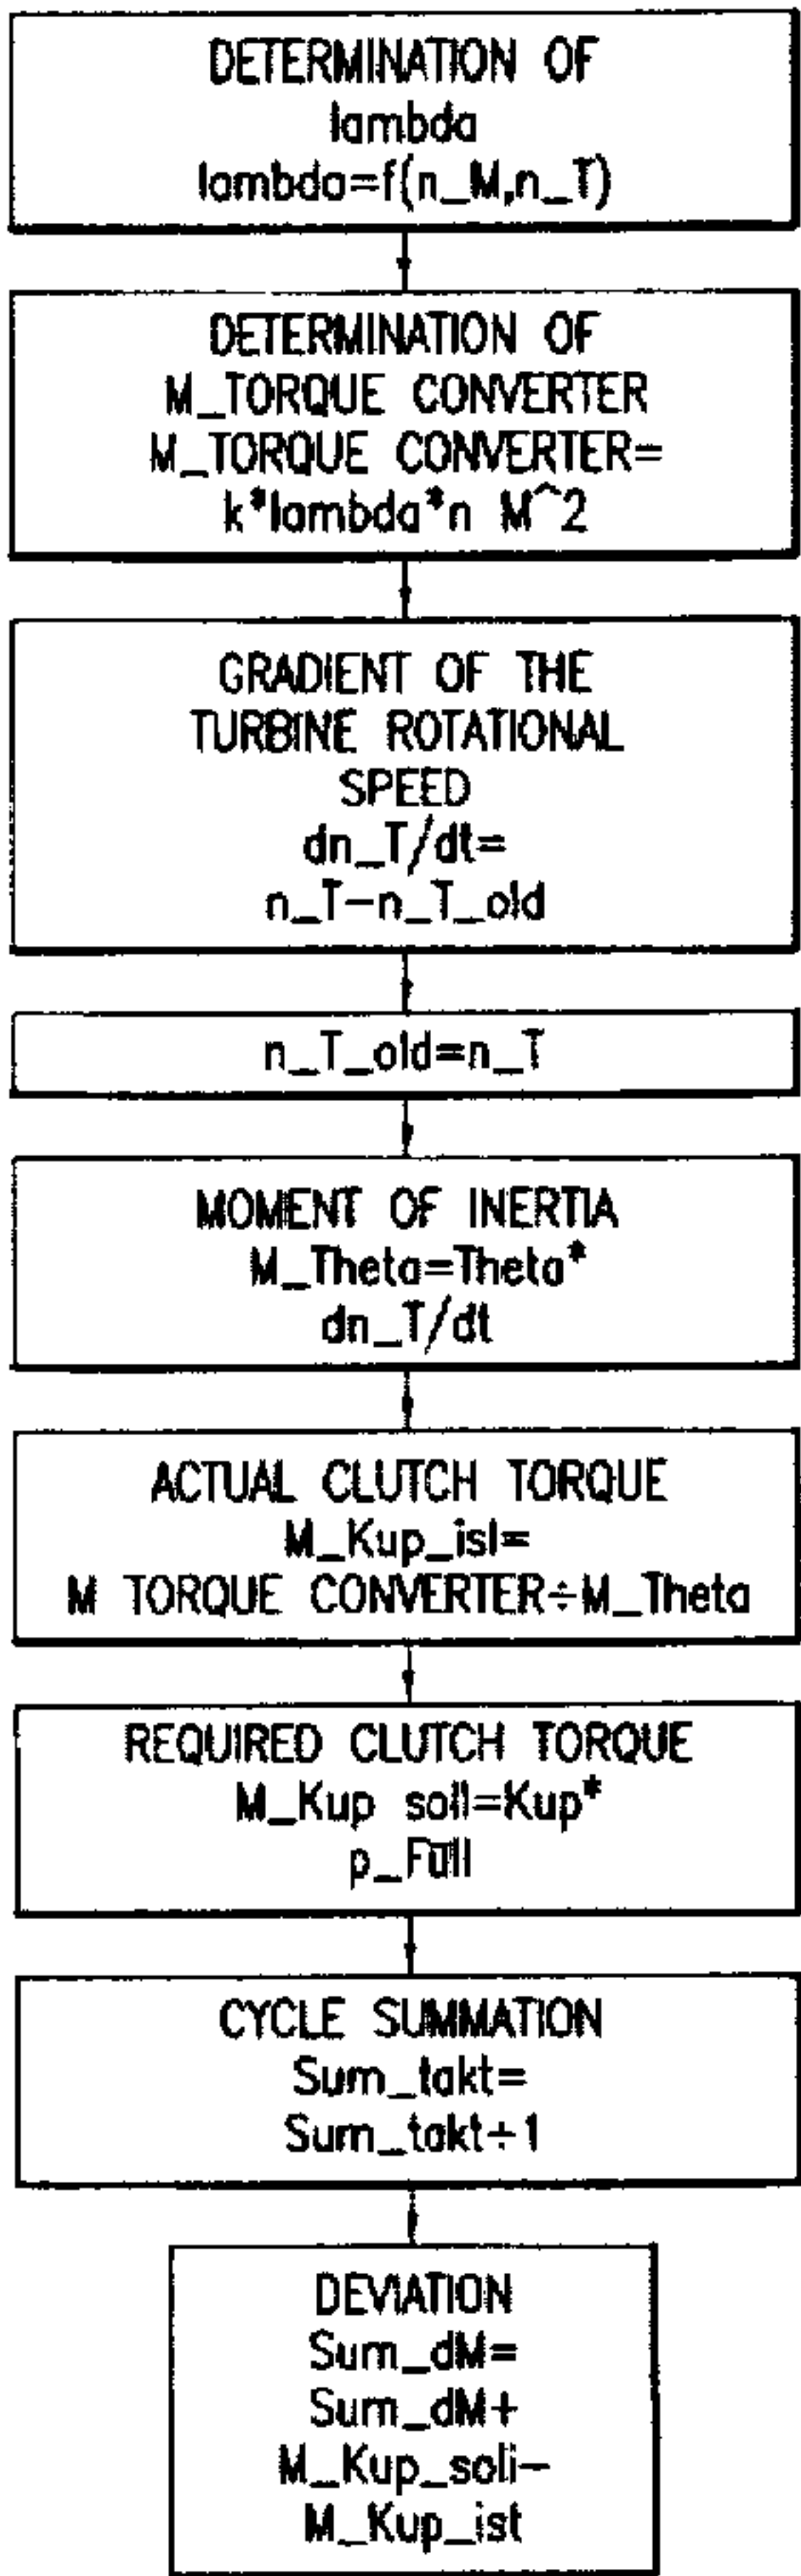 DETERMINATION OF
lambda
lambda=f(n_M,n_T)
DETERMINATION OF
M_TORQUE CONVERTER
M_TORQUE CONVERTER=
k*lambda*n M^2
GRADIENT OF THE
TURBINE ROTATIONAL
SPEED
dn_T/dt=
n_T-n_T_old
n_T_old=n_T
MOMENT OF INERTIA
M_Theta=Theta*
dn_T/dt
ACTUAL CLUTCH TORQUE
M_Kup_isl=
M TORQUE CONVERTER÷M_Theta
REQUIRED CLUTCH TORQUE
M_Kup soll=Kup*
p_Full
CYCLE SUMMATION
Sum_takt=
Sum_takt÷1
DEVIATION
Sum_dM=
Sum_dM+
M_Kup_soli-
M_Kup_ist